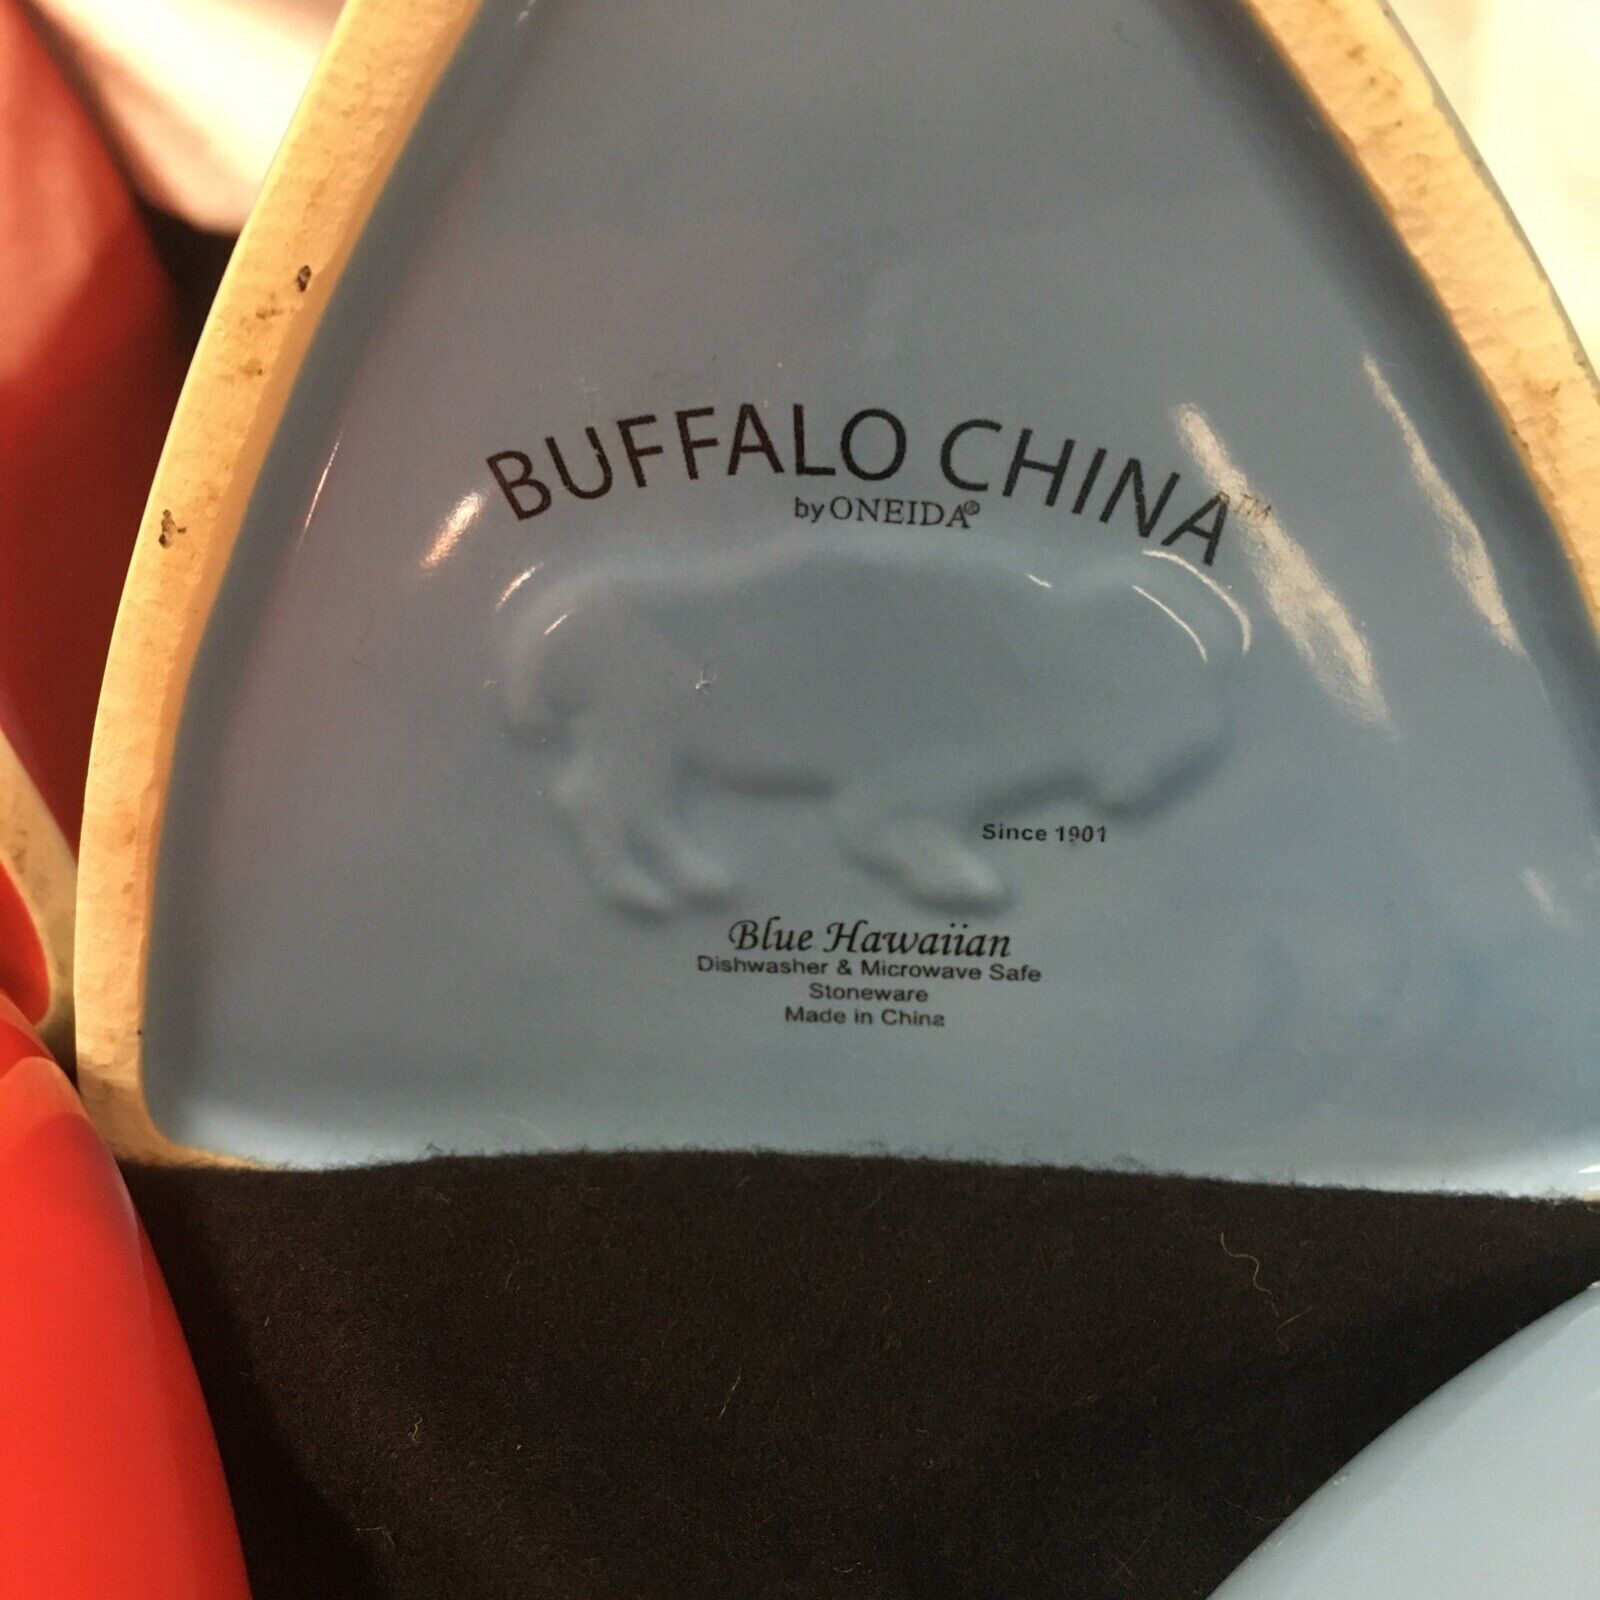 BUFFALO CHINA™
by ONEIDA®
Since 1901
Blue Hawaiian
Dishwasher & Microwave Safe
Stoneware
Made in China